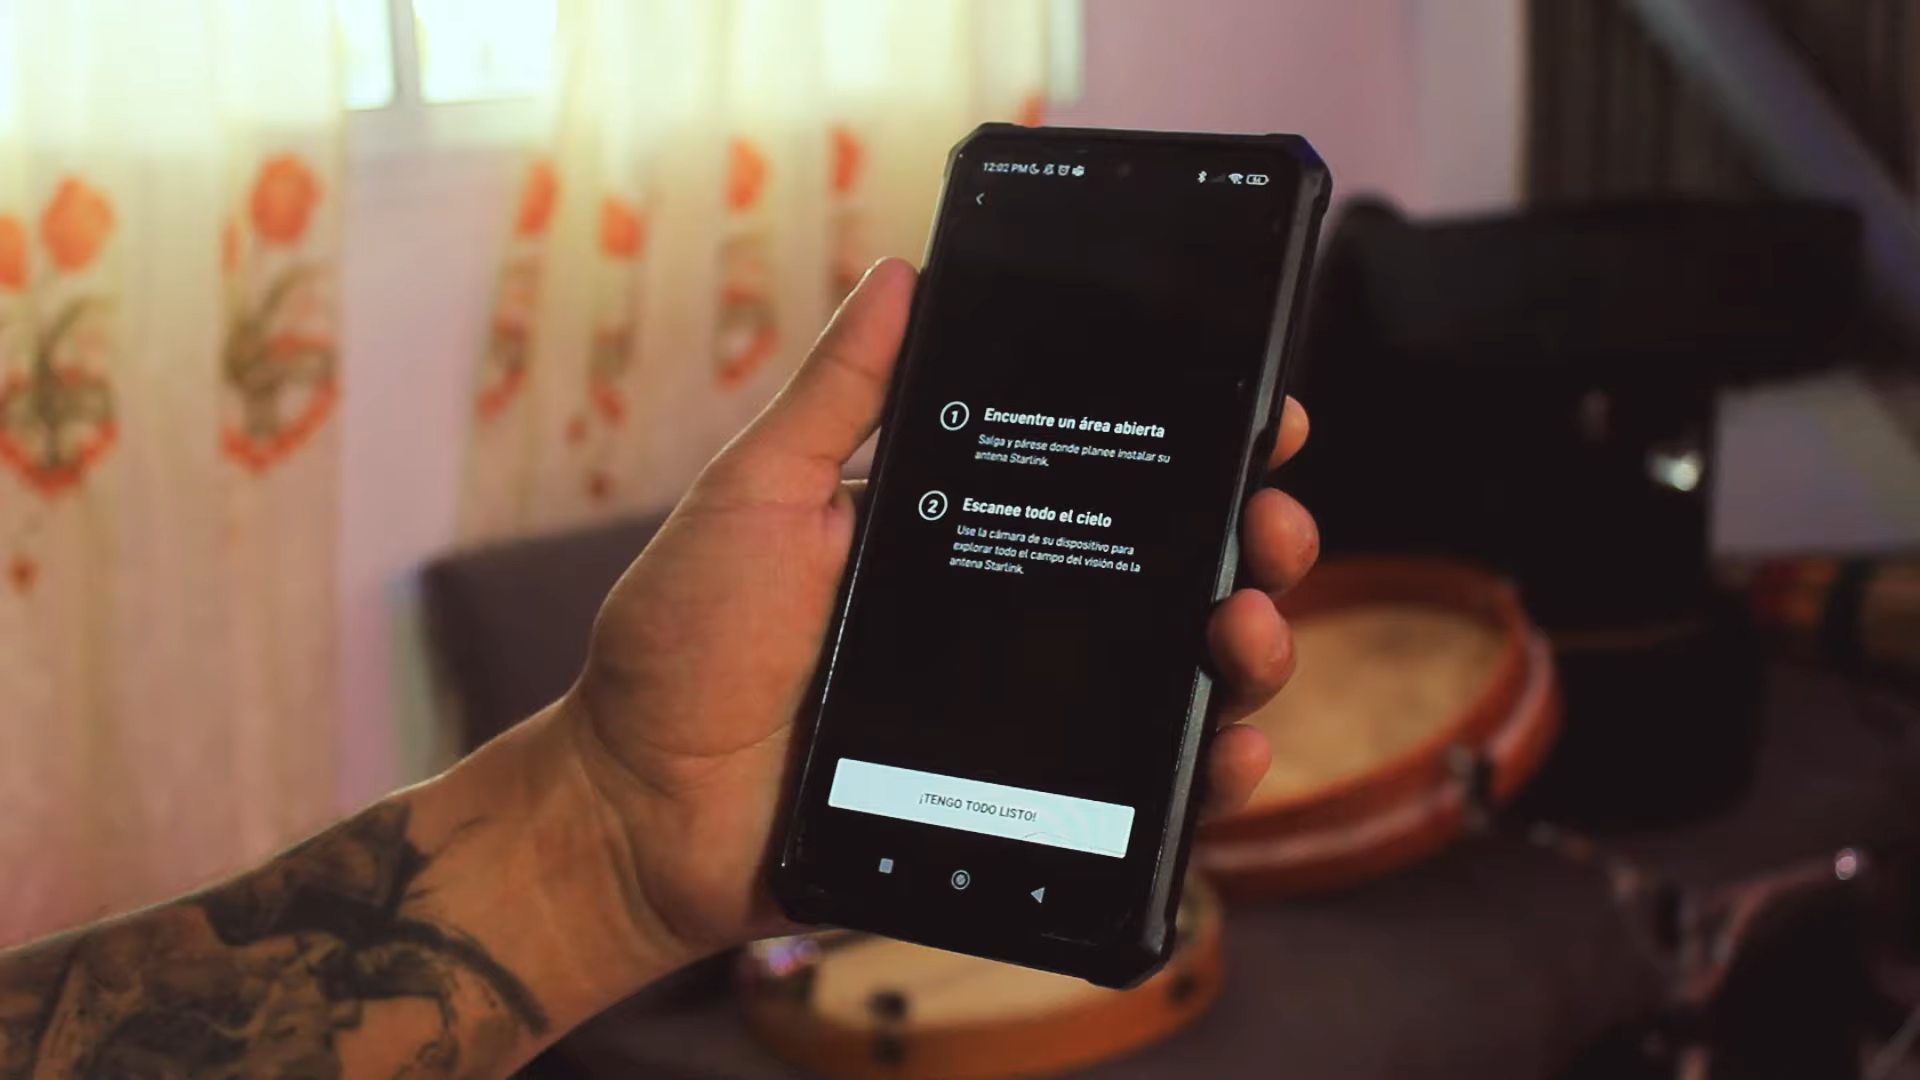 12:02 PM
1 Encuentre un área abierta
Salga y párese donde planee instalar su
antena Starlink.
2 Escanee todo el cielo
Use la cámara de su dispositivo para
explorar todo el campo del visión de la
antena Starlink.
¡TENGO TODO LISTO!